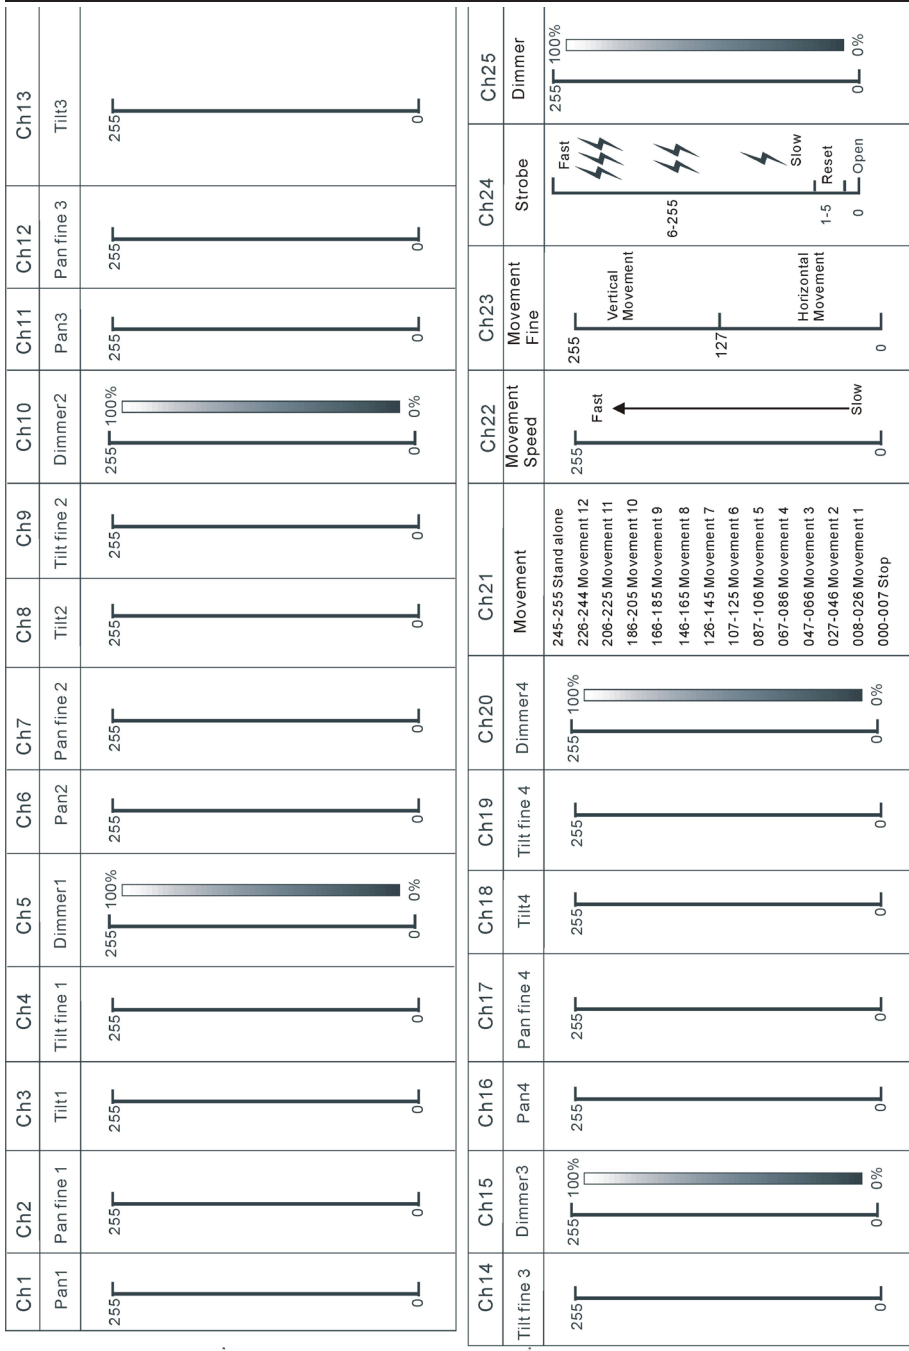 Ch1
Pan1
255
0
Ch2
Pan fine 1
255
0
Ch3
Tilt1
255
0
Ch4
Tilt fine 1
255
0
Ch5
Dimmer1
255
100%
0
0%
Ch6
Pan2
255
0
Ch7
Pan fine 2
255
0
Ch8
Tilt2
255
0
Ch9
Tilt fine 2
255
0
Ch10
Dimmer2
255
100%
0
0%
Ch11
Pan3
255
0
Ch12
Pan fine 3
255
0
Ch13
Tilt3
255
0
Ch14
Tilt fine 3
255
0
Ch15
Dimmer3
255
100%
0
0%
Ch16
Pan4
255
0
Ch17
Pan fine 4
255
0
Ch18
Tilt4
255
0
Ch19
Tilt fine 4
255
0
Ch20
Dimmer4
255
100%
0
0%
Ch21
Movement
245-255 Stand alone
226-244 Movement 12
206-225 Movement 11
186-205 Movement 10
166-185 Movement 9
146-165 Movement 8
126-145 Movement 7
107-125 Movement 6
087-106 Movement 5
067-086 Movement 4
047-066 Movement 3
027-046 Movement 2
008-026 Movement 1
000-007 Stop
Ch22
Movement
Speed
255
Fast
0
Slow
Ch23
Movement
Fine
255
Vertical
Movement
127
Horizontal
Movement
0
Ch24
Strobe
Fast
6-255
Slow
1-5
Reset
0
Open
Ch25
Dimmer
255
100%
0
0%